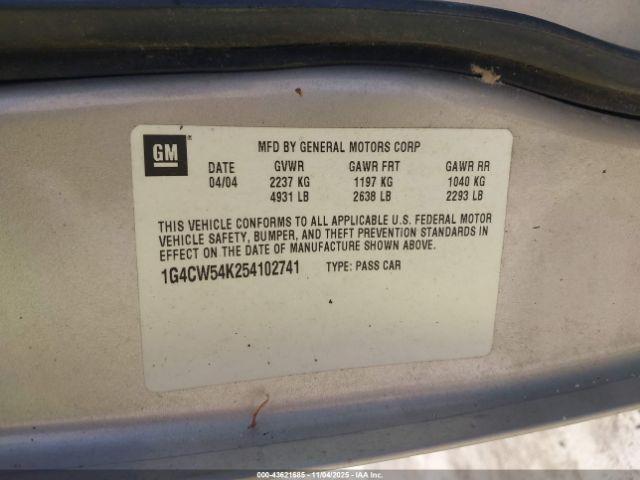 GM
MFD BY GENERAL MOTORS CORP
DATE GVWR GAWR FRT GAWR RR
04/04 2237 KG 1197 KG 1040 KG
4931 LB 2638 LB 2293 LB
THIS VEHICLE CONFORMS TO ALL APPLICABLE U.S. FEDERAL MOTOR
VEHICLE SAFETY, BUMPER, AND THEFT PREVENTION STANDARDS IN
EFFECT ON THE DATE OF MANUFACTURE SHOWN ABOVE.
1G4CW54K254102741 TYPE: PASS CAR
00-43621685 - 11/04/2025 - IAAI.COM